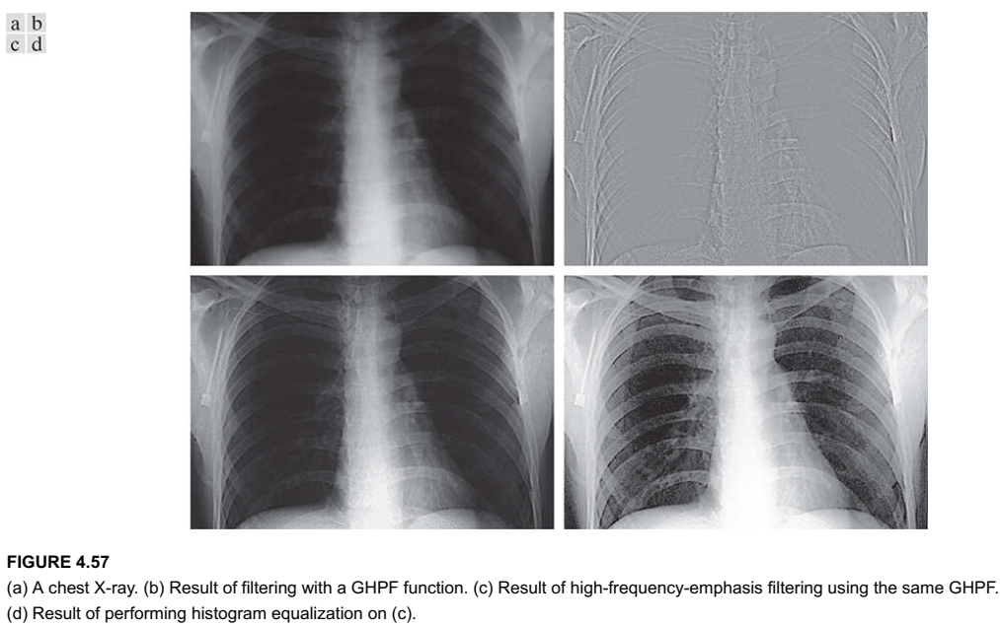 a b
c d
FIGURE 4.57
(a) A chest X-ray. (b) Result of filtering with a GHPF function. (c) Result of high-frequency-emphasis filtering using the same GHPF.
(d) Result of performing histogram equalization on (c).